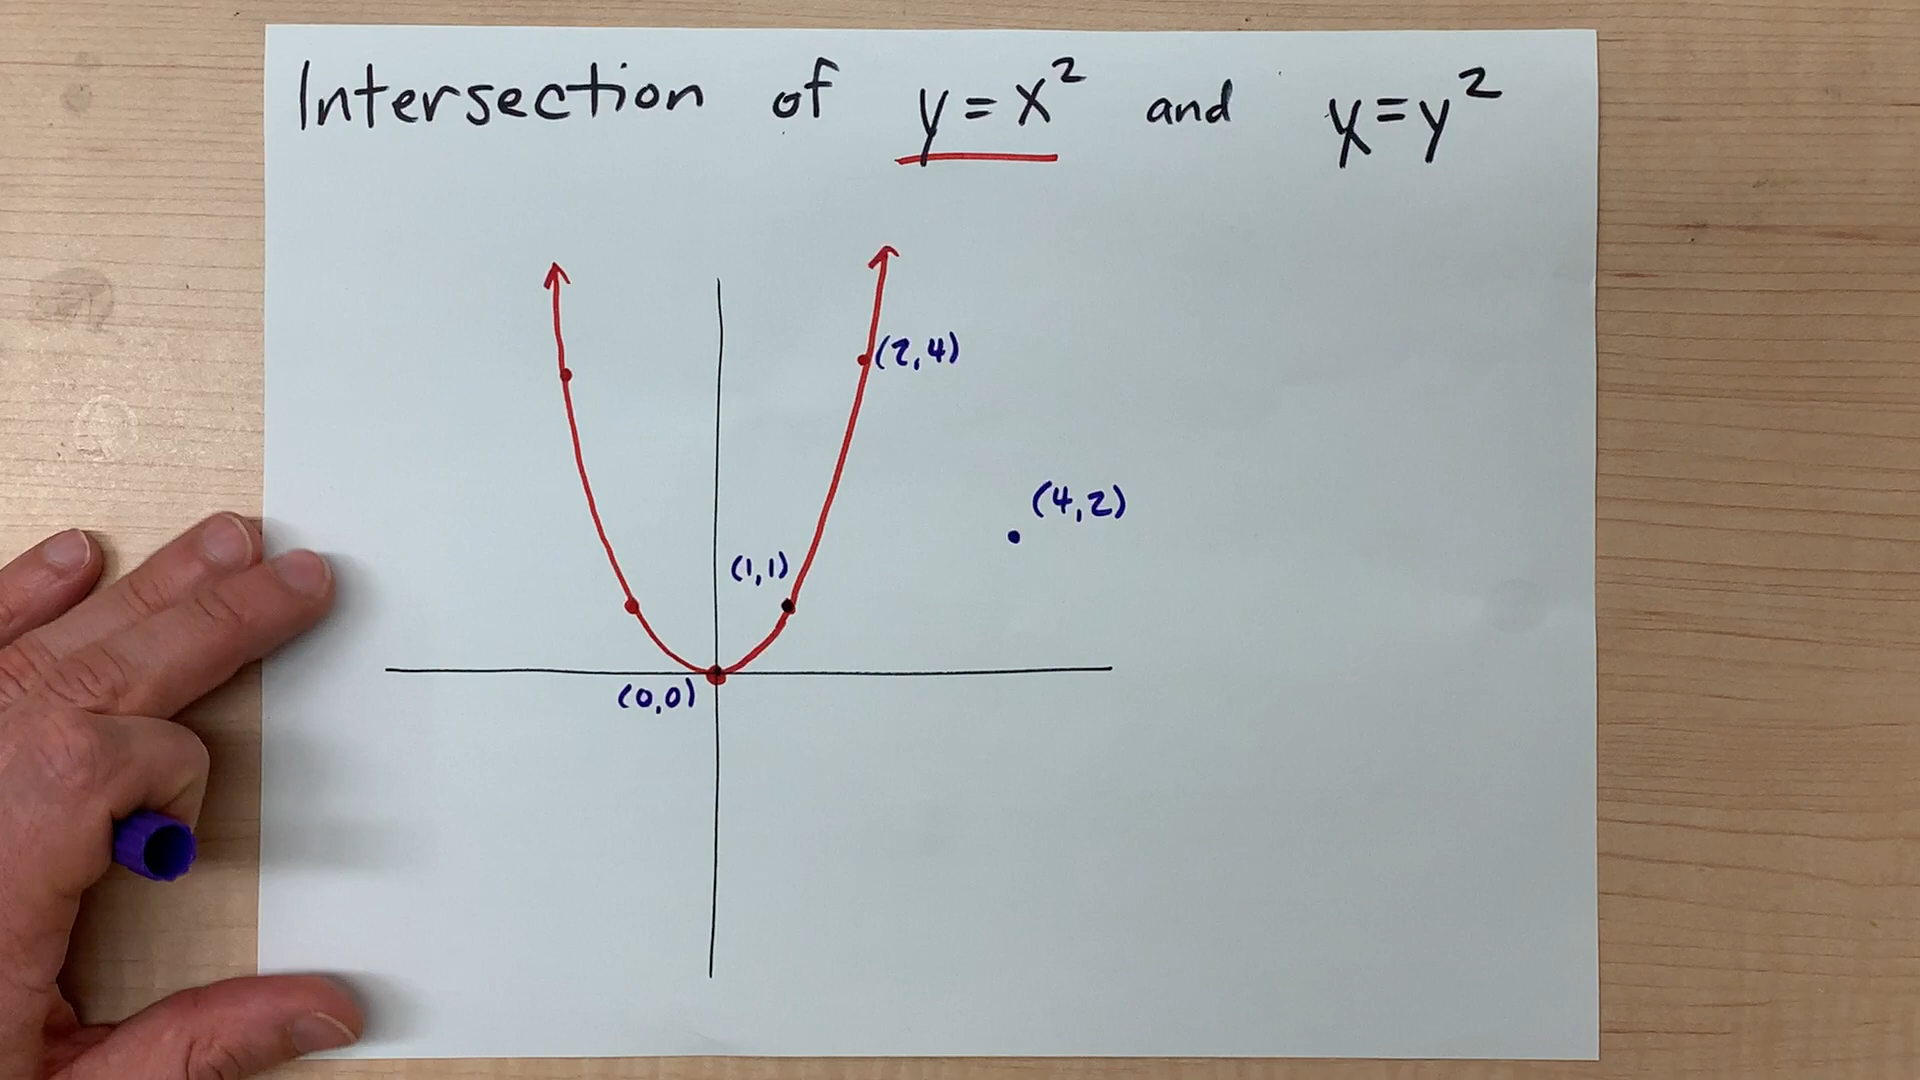 Intersection of y = x² and x = y²
(2,4)
(4,2)
(1,1)
(0,0)